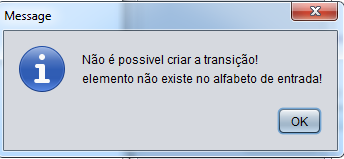 Message
Não é possivel criar a transição!
elemento não existe no alfabeto de entrada!
OK